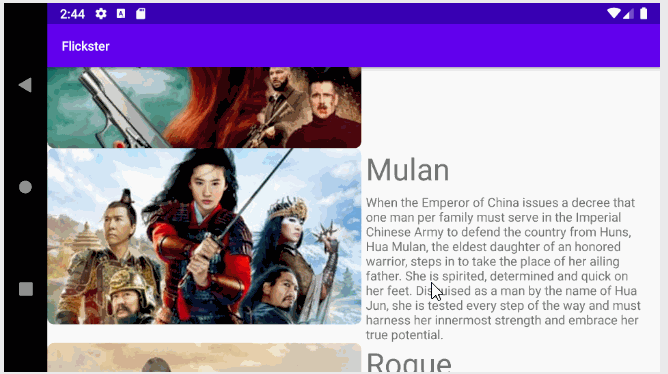 2:44
Flickster
Mulan
When the Emperor of China issues a decree that
one man per family must serve in the Imperial
Chinese Army to defend the country from Huns,
Hua Mulan, the eldest daughter of an honored
warrior, steps in to take the place of her ailing
father. She is spirited, determined and quick on
her feet. Disguised as a man by the name of Hua
Jun, she is tested every step of the way and must
harness her innermost strength and embrace her
true potential.
Rogue